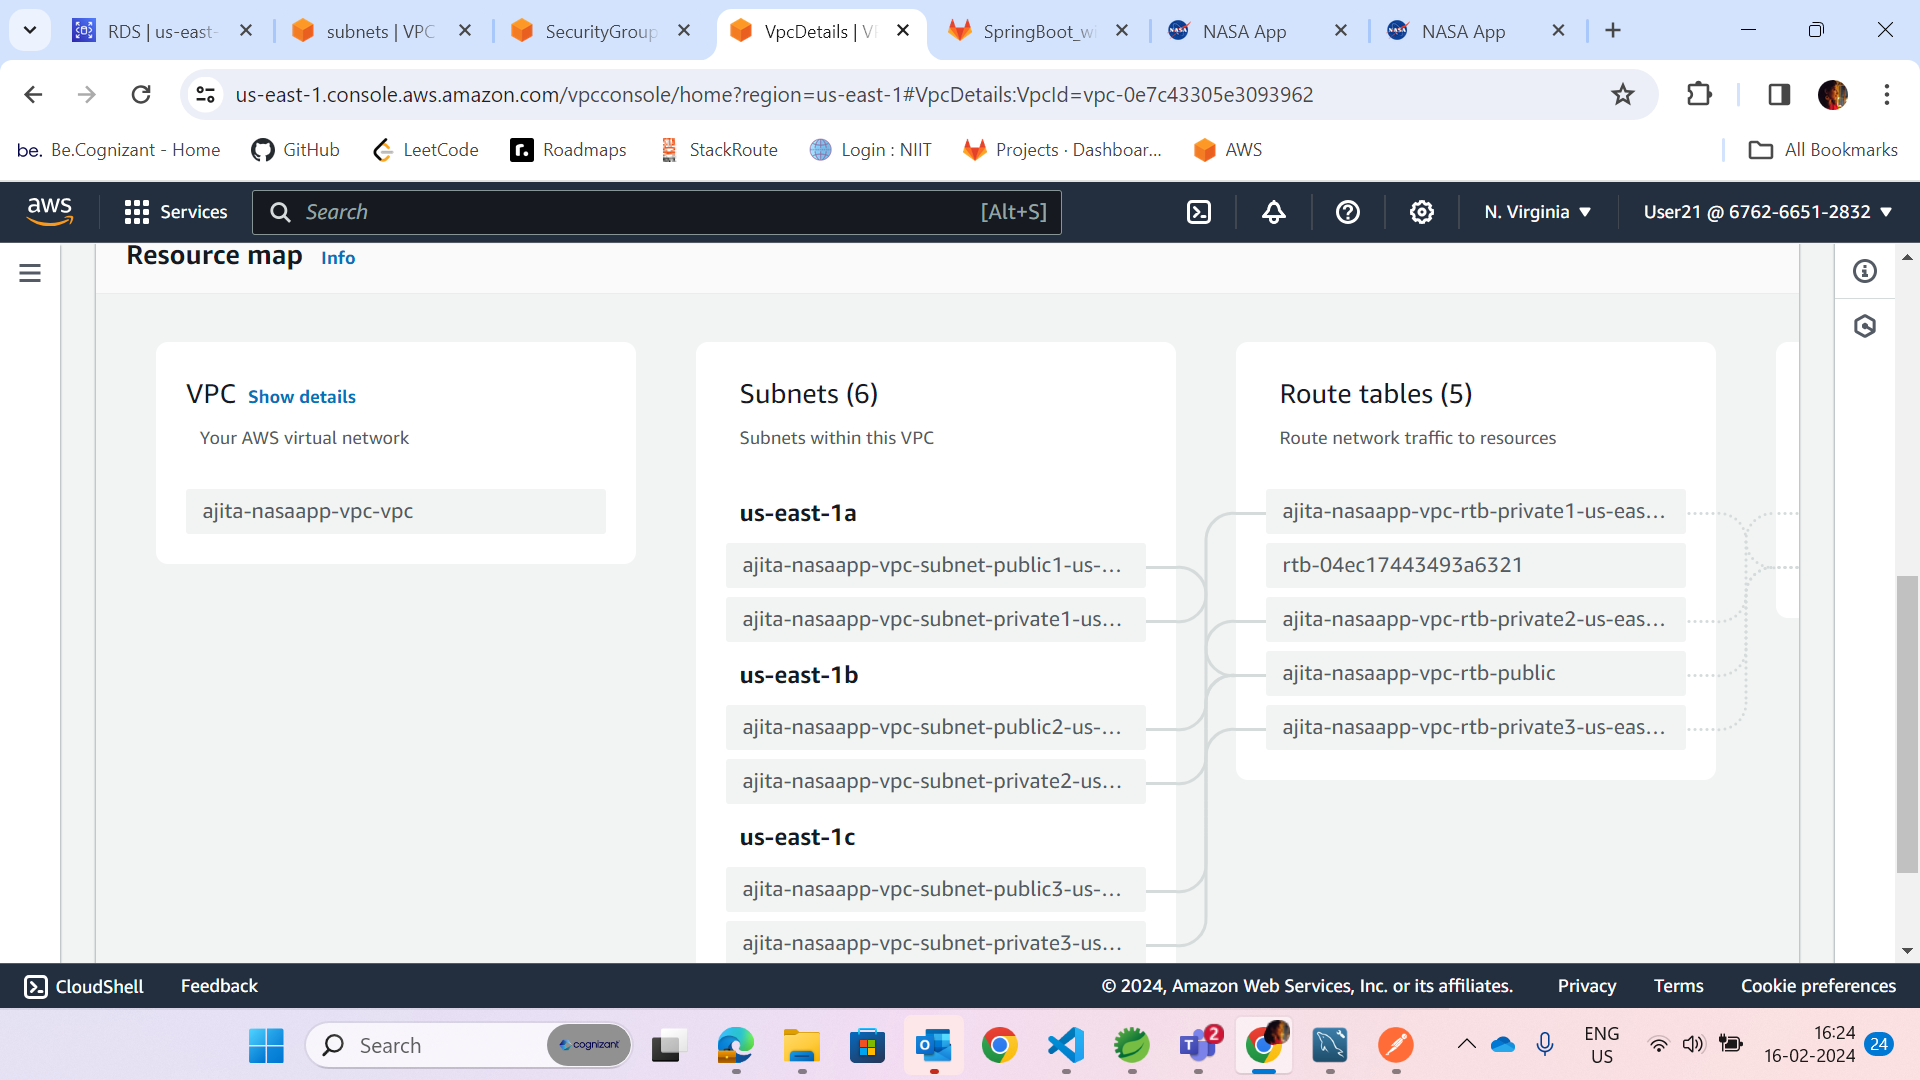 RDS | us-east-
subnets | VPC
SecurityGroup
VpcDetails | V
SpringBoot_wi
NASA App
NASA App
us-east-1.console.aws.amazon.com/vpcconsole/home?region=us-east-1#VpcDetails:VpcId=vpc-0e7c43305e3093962
be. Be.Cognizant - Home
GitHub
LeetCode
r. Roadmaps
StackRoute
Login : NIIT
Projects · Dashboar...
AWS
All Bookmarks
aws
Services
Search
[Alt+S]
N. Virginia
User21 @ 6762-6651-2832
Resource map
Info
VPC Show details
Your AWS virtual network
ajita-nasaapp-vpc-vpc
Subnets (6)
Subnets within this VPC
us-east-1a
ajita-nasaapp-vpc-subnet-public1-us-...
ajita-nasaapp-vpc-subnet-private1-us...
us-east-1b
ajita-nasaapp-vpc-subnet-public2-us-...
ajita-nasaapp-vpc-subnet-private2-us...
us-east-1c
ajita-nasaapp-vpc-subnet-public3-us-...
ajita-nasaapp-vpc-subnet-private3-us...
Route tables (5)
Route network traffic to resources
ajita-nasaapp-vpc-rtb-private1-us-eas...
rtb-04ec17443493a6321
ajita-nasaapp-vpc-rtb-private2-us-eas...
ajita-nasaapp-vpc-rtb-public
ajita-nasaapp-vpc-rtb-private3-us-eas...
CloudShell
Feedback
© 2024, Amazon Web Services, Inc. or its affiliates.
Privacy
Terms
Cookie preferences
Search
cognizant
2
ENG
US
16:24
16-02-2024
24